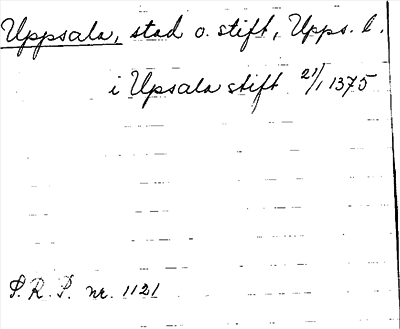 Uppsala, stad o. stift, Upps. l.
i Upsala stift 21/1 1375
S.R.P. nr. 1121